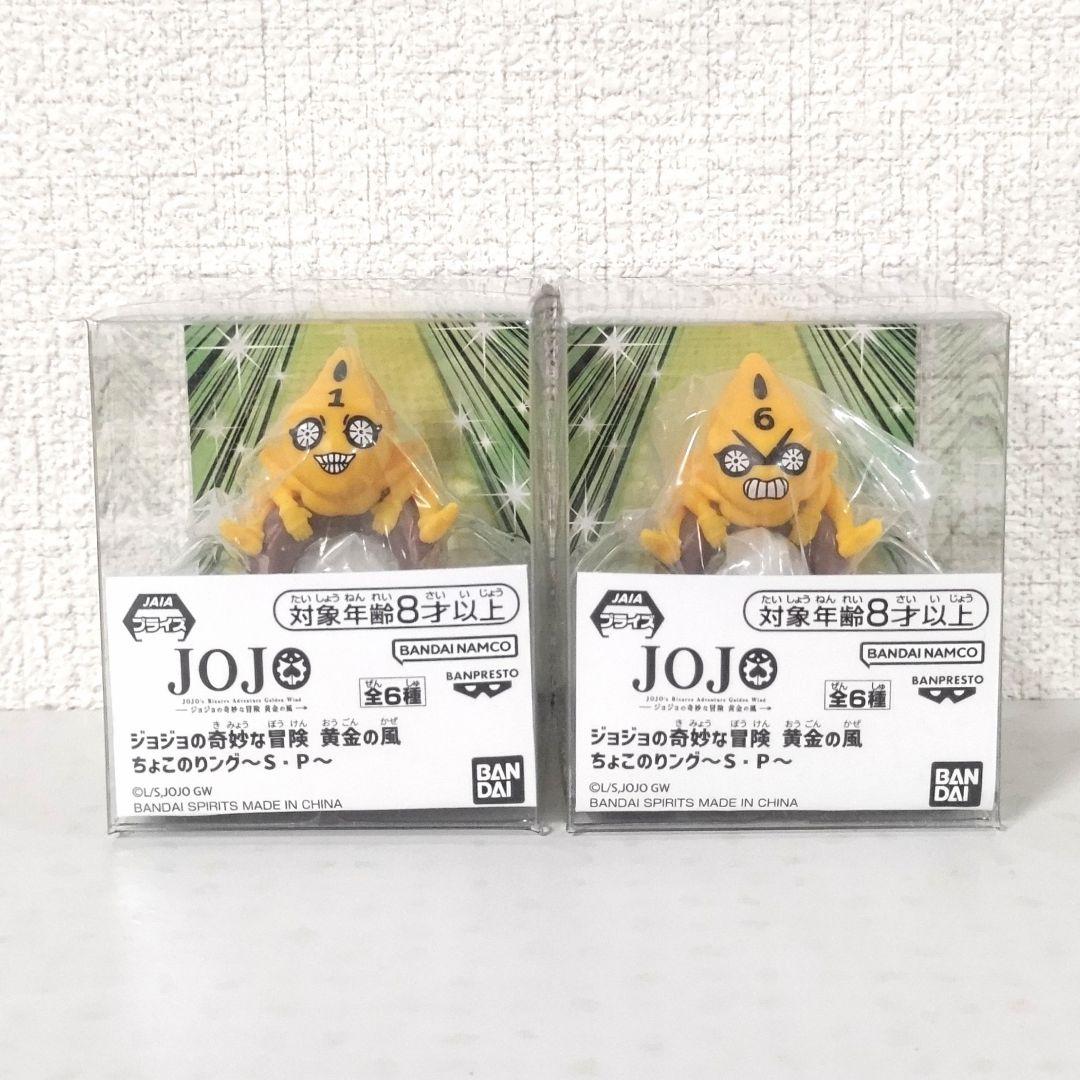 1
JAIA
プライズ
たいしょうねんれい さい いじょう
対象年齢8才以上
BANDAI NAMCO
JOJO
JOJO's Bizarre Adventure Golden Wind
ジョジョの奇妙な冒険 黄金の風
ぜん しゅ
全6種
BANPRESTO
きみょう ぼうけん おうごん かぜ
ジョジョの奇妙な冒険 黄金の風
ちょこのりング～S・P～
©L/S,JOJO GW
BANDAI SPIRITS MADE IN CHINA
BAN
DAI
6
JAIA
プライズ
たいしょうねんれい さい いじょう
対象年齢8才以上
BANDAI NAMCO
JOJO
JOJO's Bizarre Adventure Golden Wind
ジョジョの奇妙な冒険 黄金の風
ぜん しゅ
全6種
BANPRESTO
きみょう ぼうけん おうごん かぜ
ジョジョの奇妙な冒険 黄金の風
ちょこのりング～S・P～
©L/S,JOJO GW
BANDAI SPIRITS MADE IN CHINA
BAN
DAI